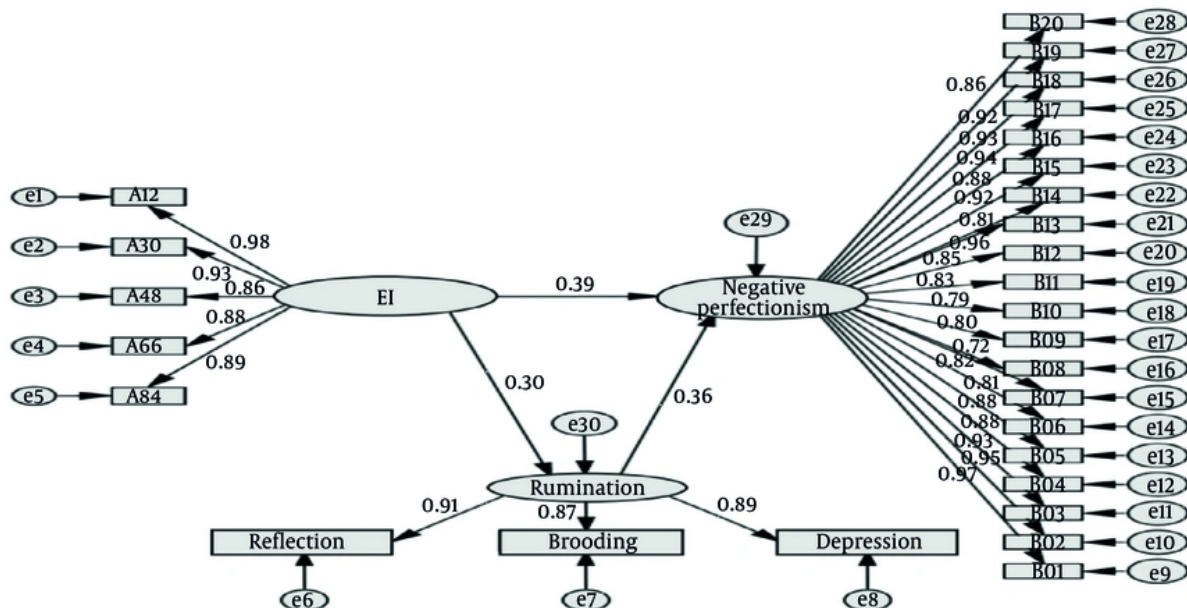 B20
e28
B19
e27
0.86
B18
e26
B17
e25
0.92
B16
e24
0.93
0.94
B15
e23
0.88
e1
A12
B14
e22
0.92
e29
0.81
B13
e21
0.98
0.96
e2
A30
B12
e20
0.85
0.93
B11
e19
0.83
0.86
EI
0.39
Negative
perfectionism
e3
A48
B10
e18
0.79
0.88
B09
e17
0.80
e4
A66
0.72
B08
e16
0.89
0.82
B07
e15
0.81
e5
A84
0.30
0.36
0.88
B06
e14
e30
0.88
B05
e13
0.93
0.95
B04
e12
0.97
Rumination
0.91
0.87
0.89
B03
e11
Reflection
Brooding
Depression
B02
e10
B01
e9
e6
e7
e8